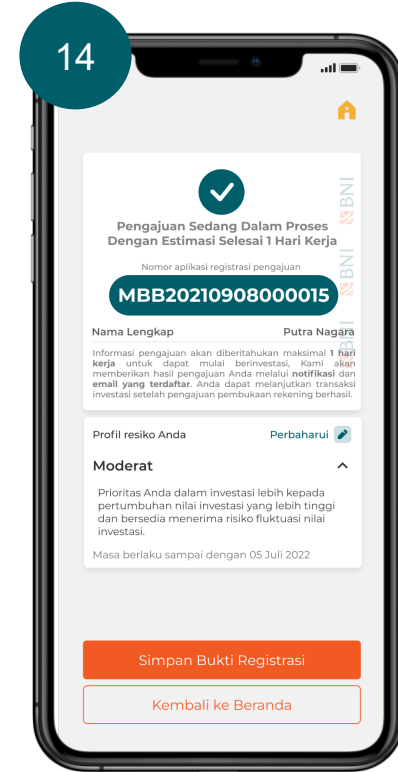 14
Pengajuan Sedang Dalam Proses
Dengan Estimasi Selesai 1 Hari Kerja
Nomor aplikasi registrasi pengajuan
MBB20210908000015
Nama Lengkap Putra Nagara
Informasi pengajuan akan diberitahukan maksimal 1 hari
kerja untuk dapat mulai berinvestasi, Kami akan
memberikan hasil pengajuan Anda melalui notifikasi dan
email yang terdaftar. Anda dapat melanjutkan transaksi
investasi setelah pengajuan pembukaan rekening berhasil.
BNI
BNI
BNI
Profil resiko Anda Perbaharui
Moderat
Prioritas Anda dalam investasi lebih kepada
pertumbuhan nilai investasi yang lebih tinggi
dan bersedia menerima risiko fluktuasi nilai
investasi.
Masa berlaku sampai dengan 05 Juli 2022
Simpan Bukti Registrasi
Kembali ke Beranda